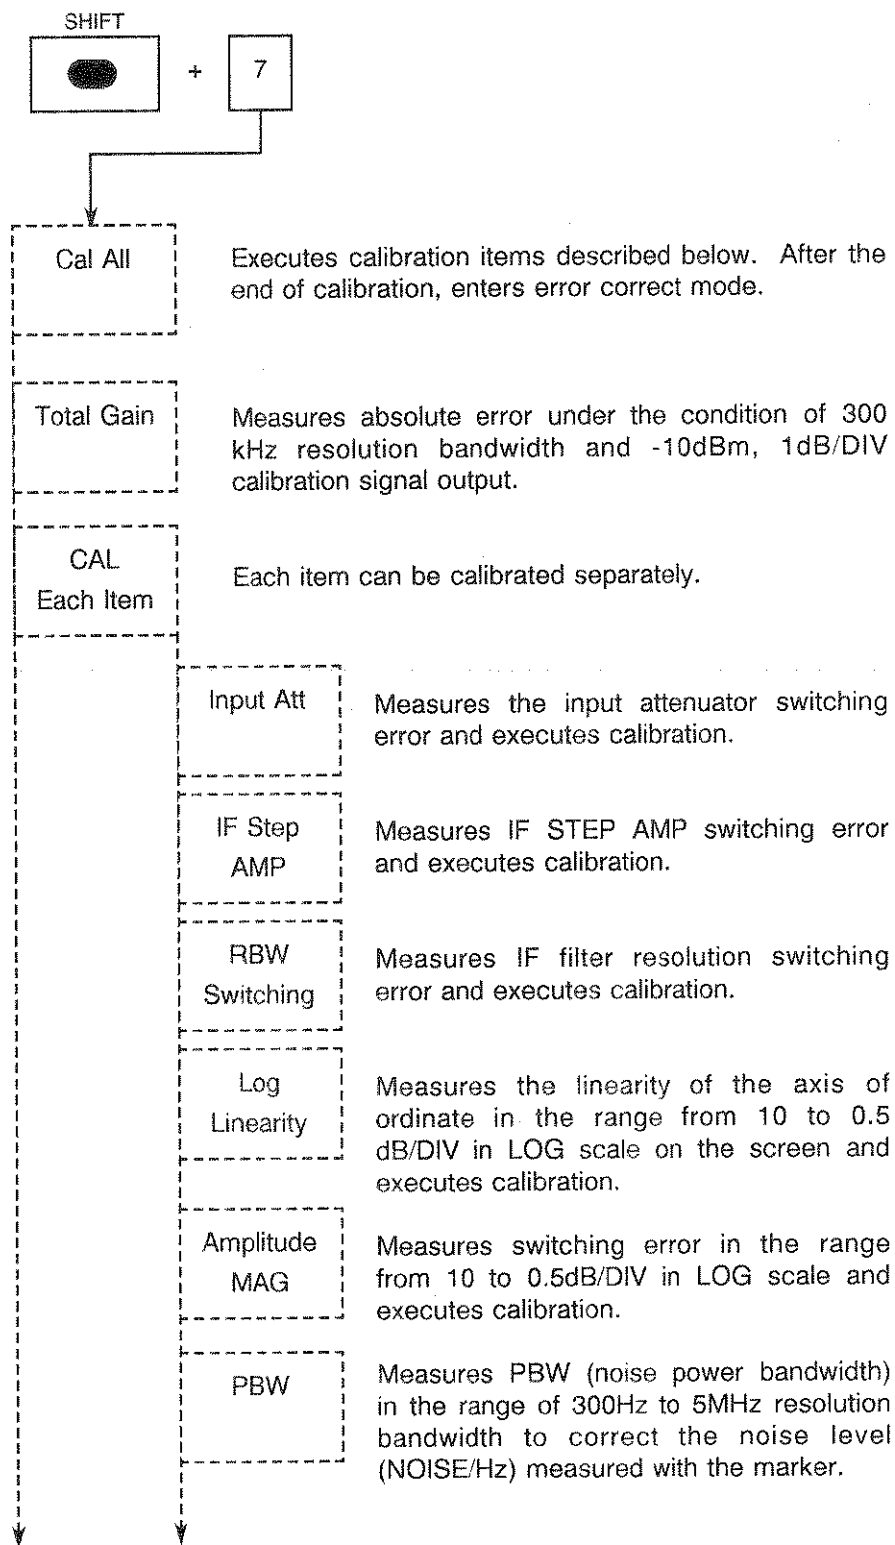 SHIFT
+ 7
Cal All
Executes calibration items described below. After the
end of calibration, enters error correct mode.
Total Gain
Measures absolute error under the condition of 300
kHz resolution bandwidth and -10dBm, 1dB/DIV
calibration signal output.
CAL
Each Item
Each item can be calibrated separately.
Input Att
Measures the input attenuator switching
error and executes calibration.
IF Step
AMP
Measures IF STEP AMP switching error
and executes calibration.
RBW
Switching
Measures IF filter resolution switching
error and executes calibration.
Log
Linearity
Measures the linearity of the axis of
ordinate in the range from 10 to 0.5
dB/DIV in LOG scale on the screen and
executes calibration.
Amplitude
MAG
Measures switching error in the range
from 10 to 0.5dB/DIV in LOG scale and
executes calibration.
PBW
Measures PBW (noise power bandwidth)
in the range of 300Hz to 5MHz resolution
bandwidth to correct the noise level
(NOISE/Hz) measured with the marker.